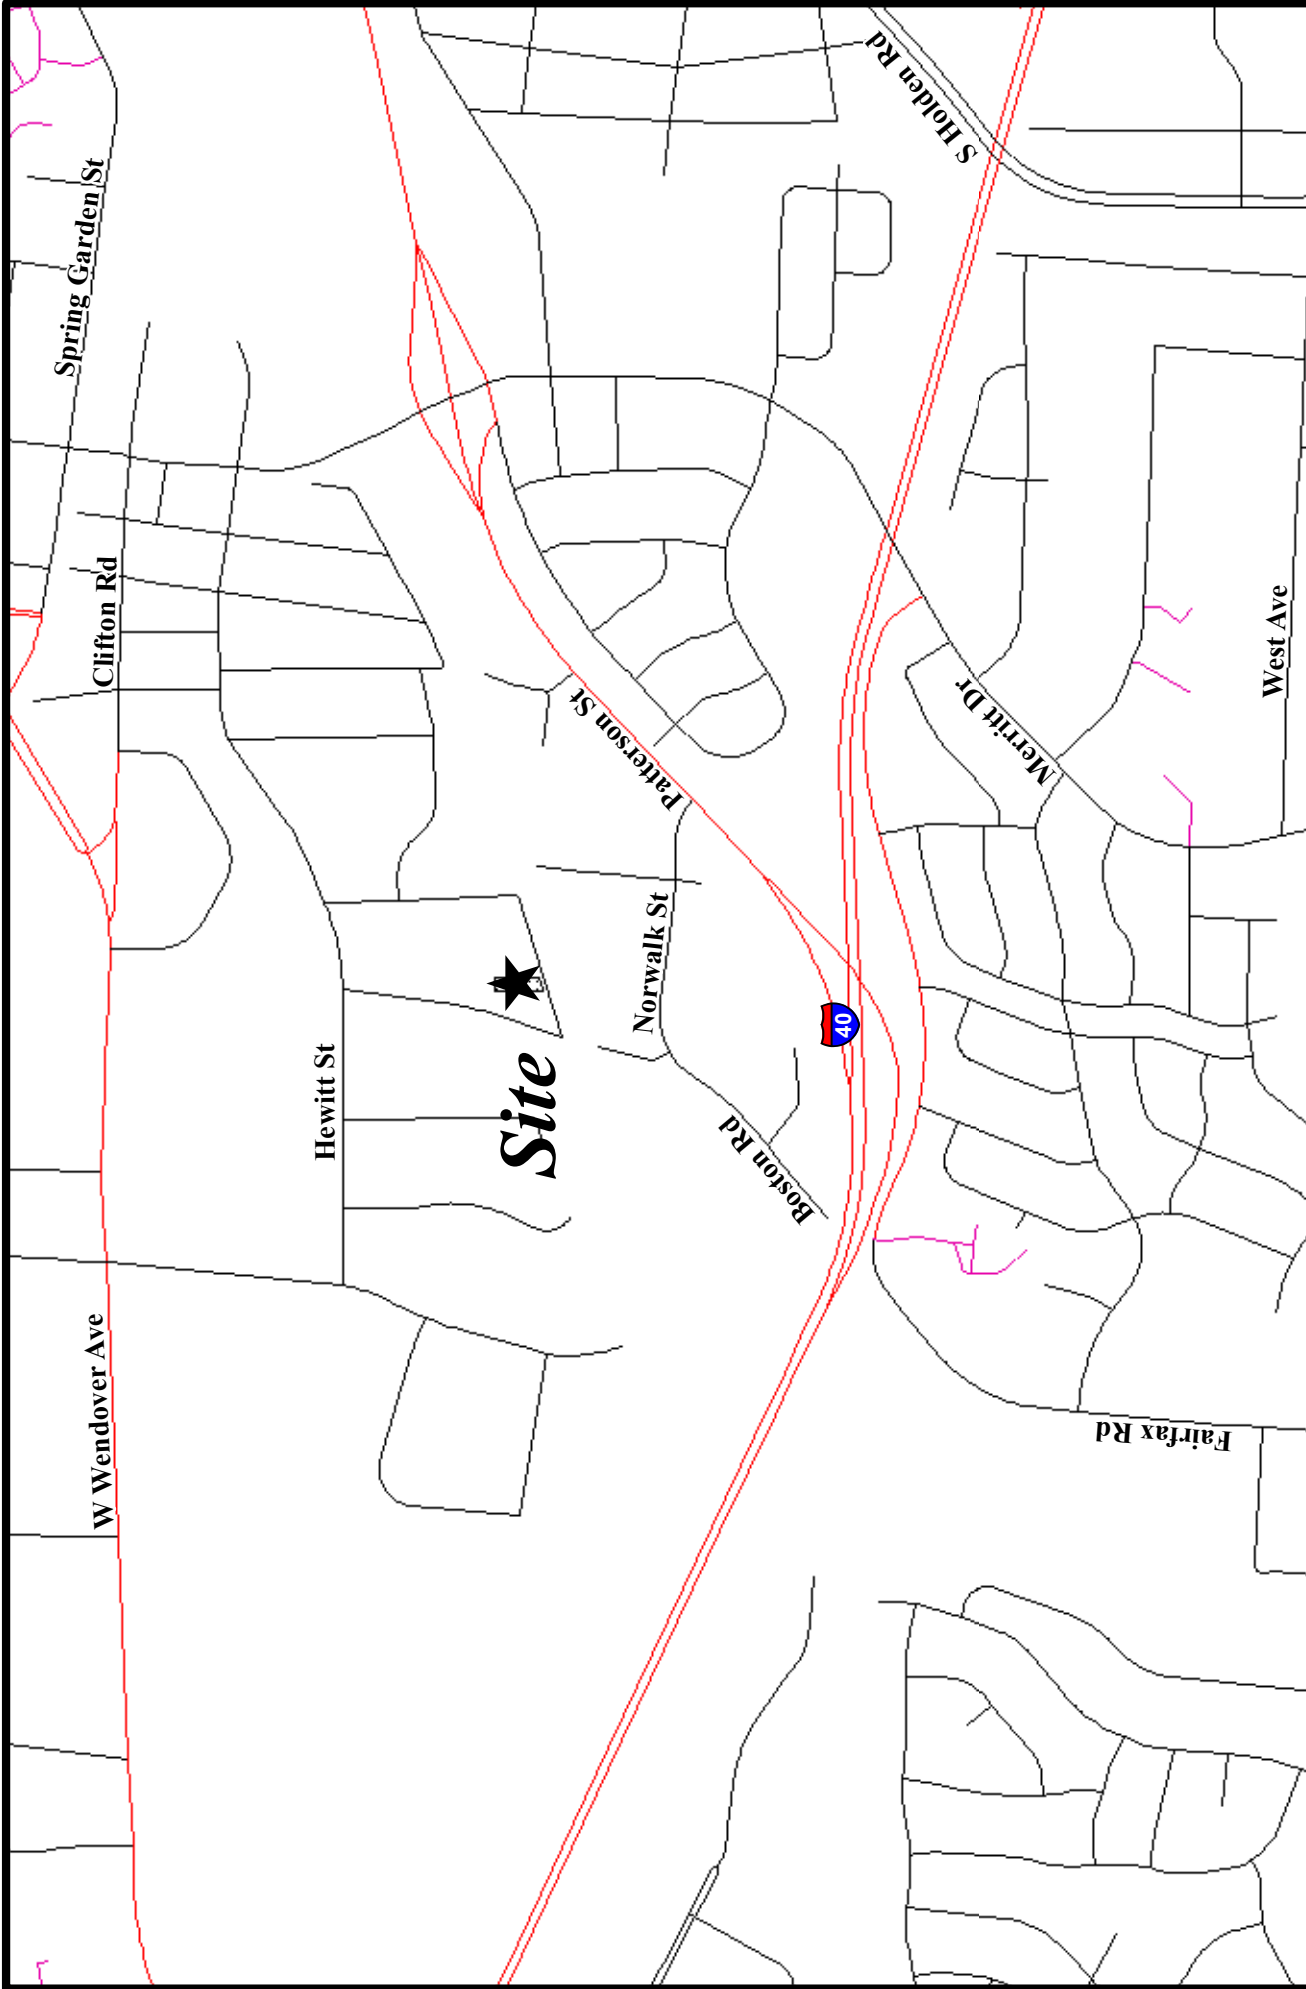 W Wendover Ave
Clifton Rd
Spring Garden St
Hewitt St
Site
Norwalk St
Patterson St
Boston Rd
40
S Holden Rd
Merritt Dr
Fairfax Rd
West Ave